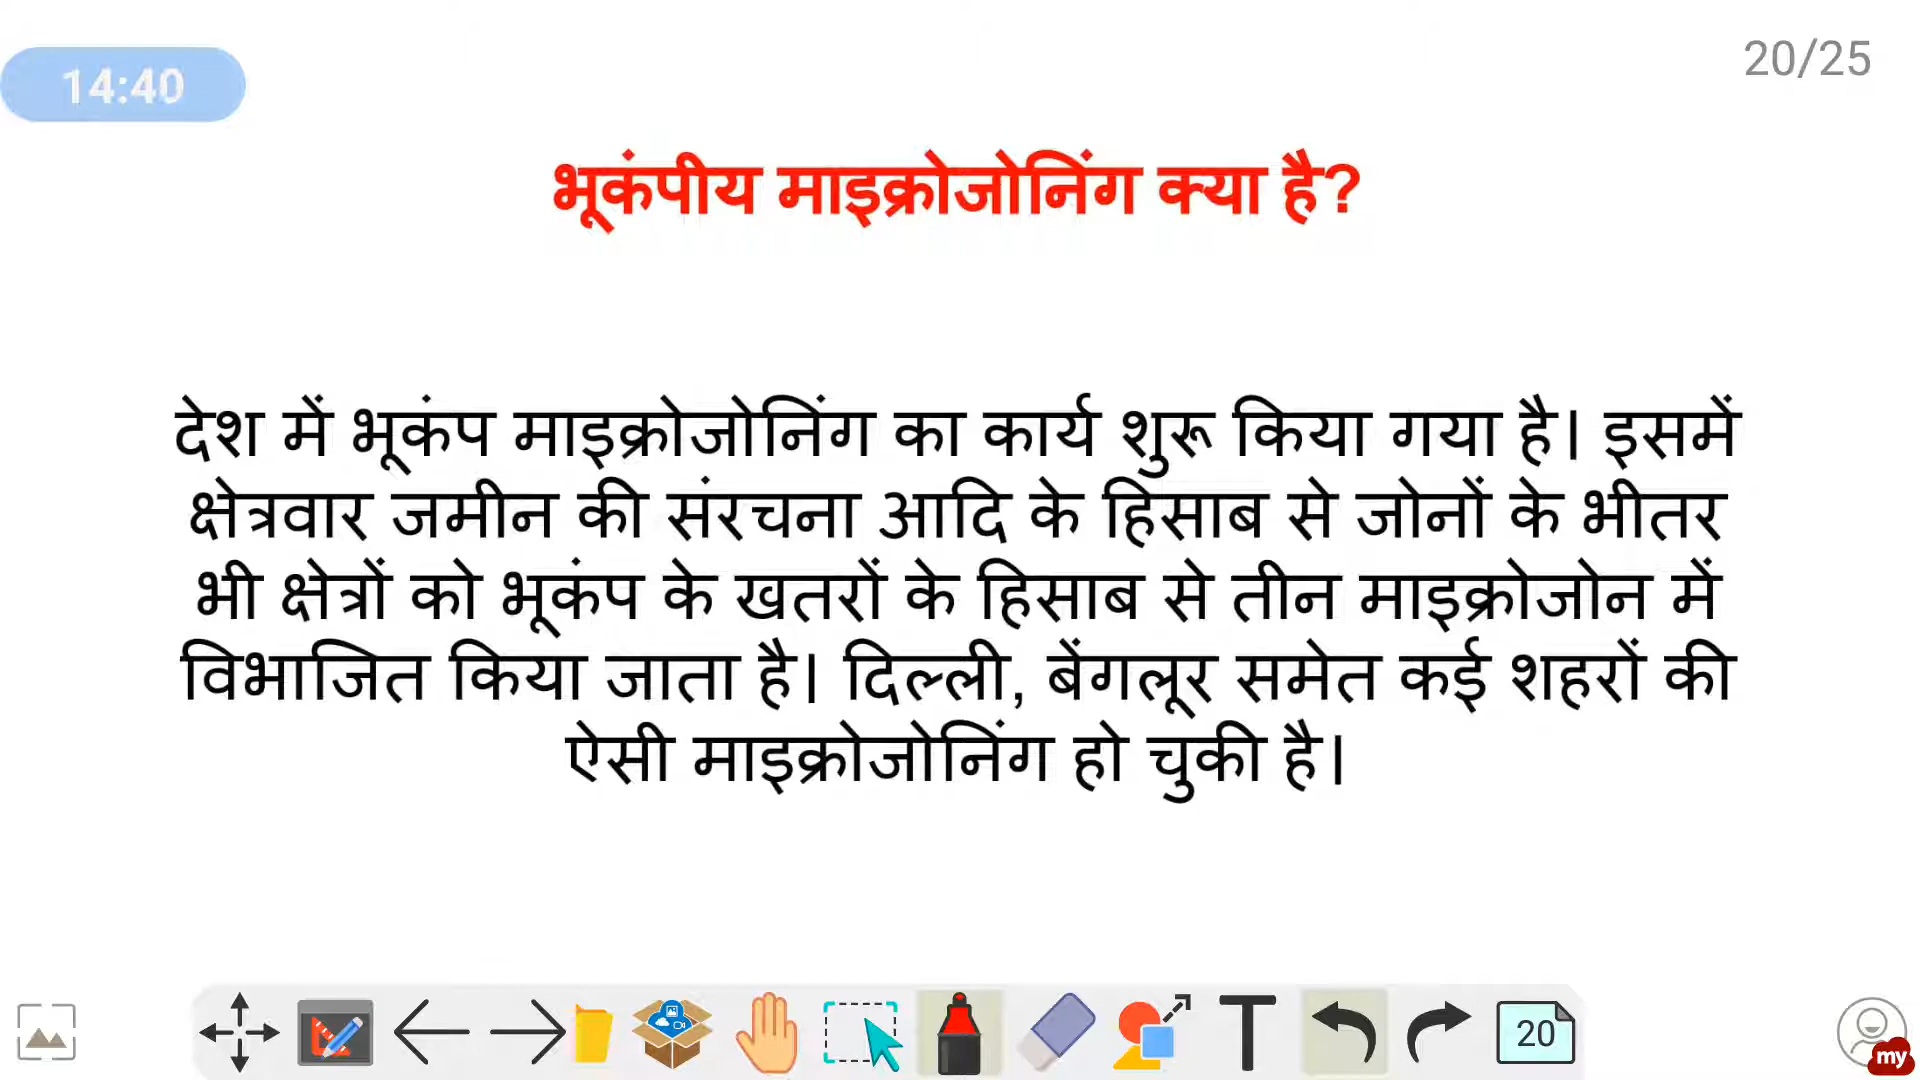 14:40
20/25
भूकंपीय माइक्रोजोनिंग क्या है?
देश में भूकंप माइक्रोजोनिंग का कार्य शुरू किया गया है। इसमें
क्षेत्रवार जमीन की संरचना आदि के हिसाब से जोनों के भीतर
भी क्षेत्रों को भूकंप के खतरों के हिसाब से तीन माइक्रोजोन में
विभाजित किया जाता है। दिल्ली, बेंगलूर समेत कई शहरों की
ऐसी माइक्रोजोनिंग हो चुकी है।
T
20
my